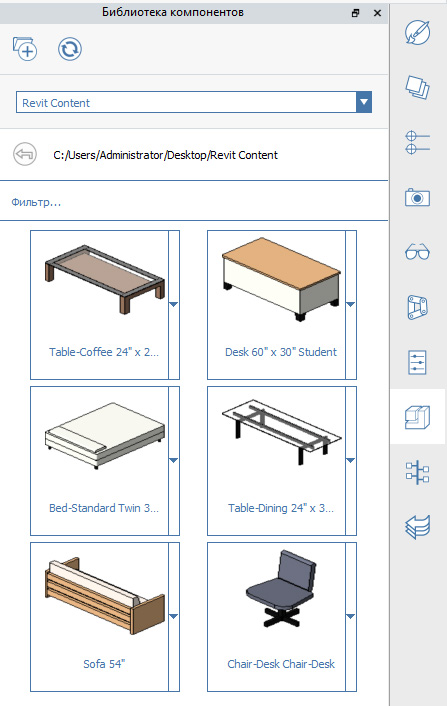 Библиотека компонентов
Revit Content
C:/Users/Administrator/Desktop/Revit Content
Фильтр...
Table-Coffee 24" x 2...
Desk 60" x 30" Student
Bed-Standard Twin 3...
Table-Dining 24" x 3...
Sofa 54"
Chair-Desk Chair-Desk